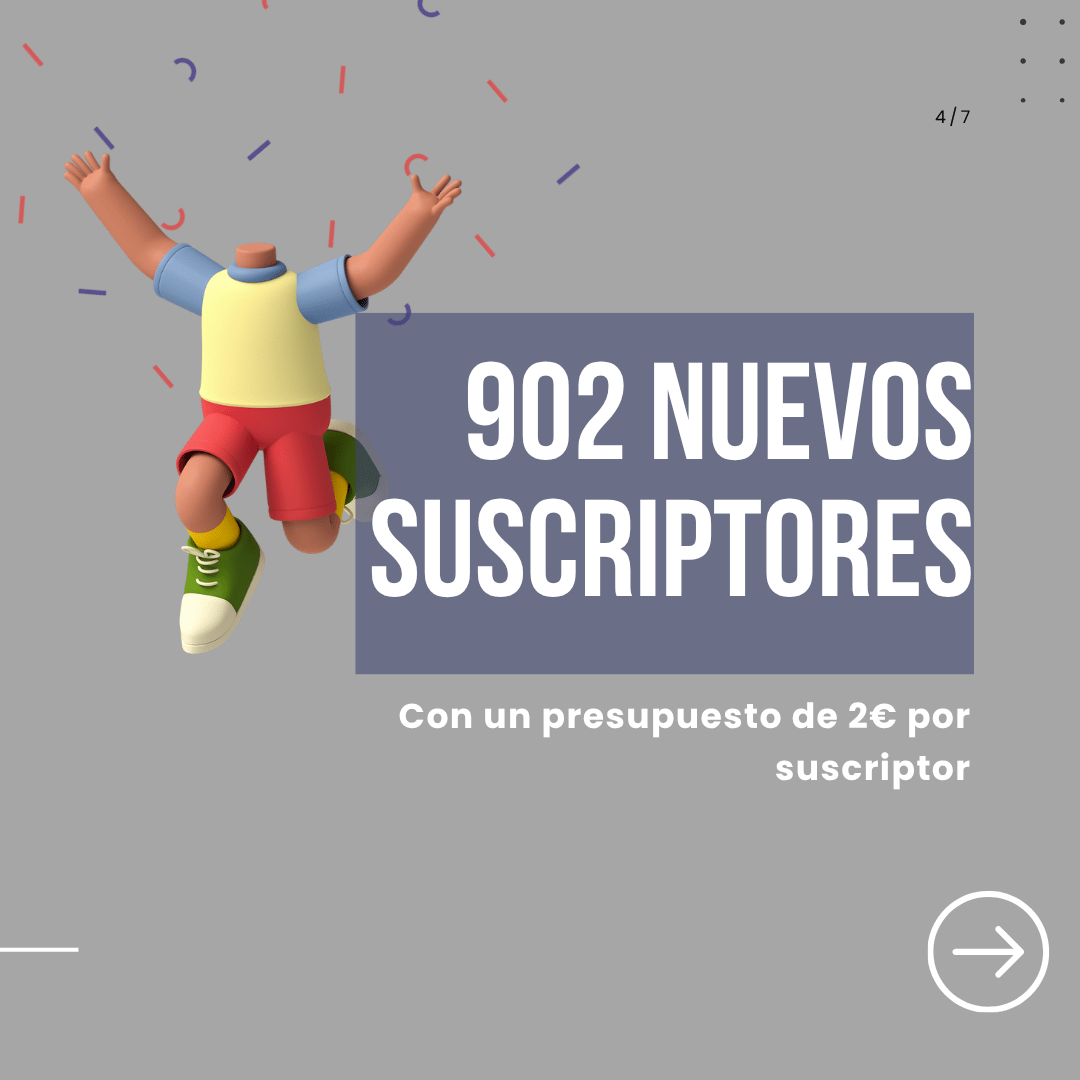 4/7
902 NUEVOS
SUSCRIPTORES
Con un presupuesto de 2€ por
suscriptor